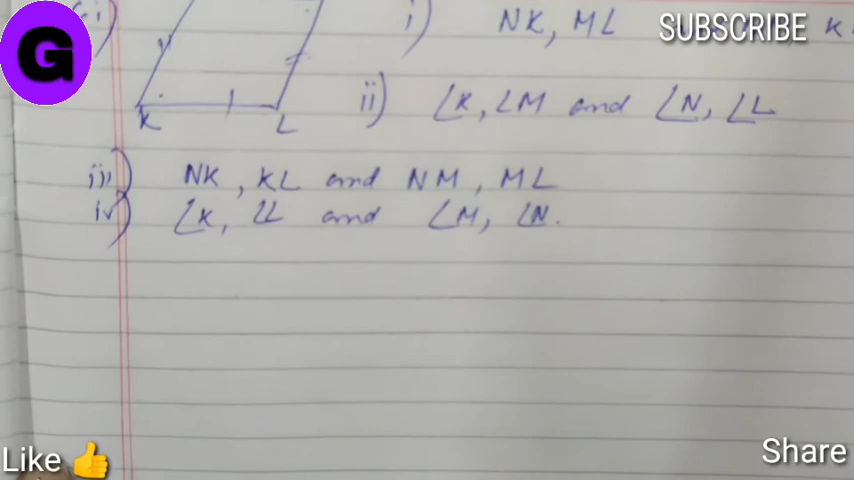 i) NK, ML
SUBSCRIBE
G
K L
ii) ∠K, ∠M and ∠N, ∠L
iii) NK, KL and NM, ML
iv) ∠K, ∠L and ∠M, ∠N.
Like 👍
Share